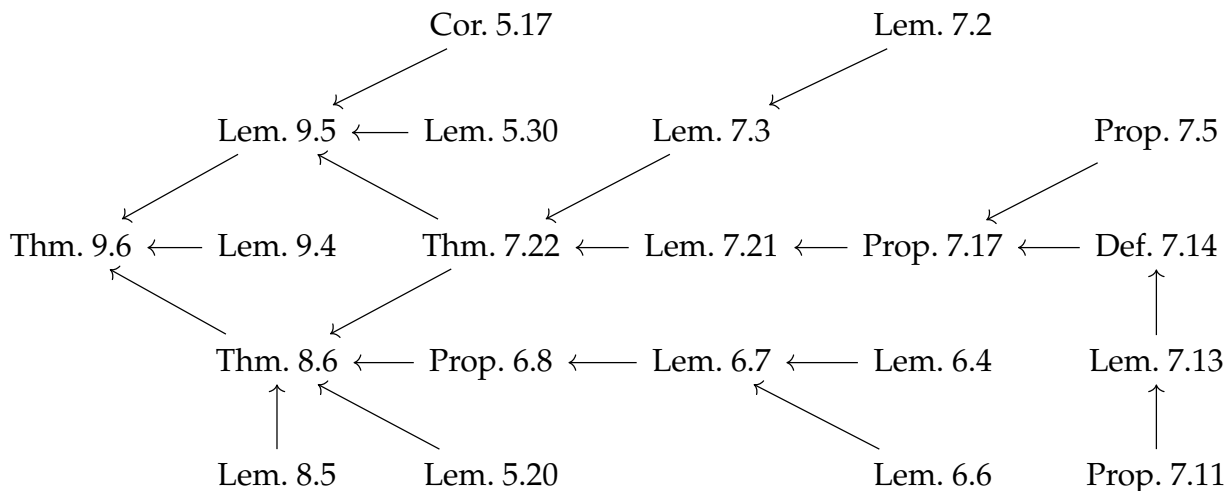 Cor. 5.17 Lem. 7.2
Lem. 9.5 Lem. 5.30 Lem. 7.3 Prop. 7.5
Thm. 9.6 Lem. 9.4 Thm. 7.22 Lem. 7.21 Prop. 7.17 Def. 7.14
Thm. 8.6 Prop. 6.8 Lem. 6.7 Lem. 6.4 Lem. 7.13
Lem. 8.5 Lem. 5.20 Lem. 6.6 Prop. 7.11